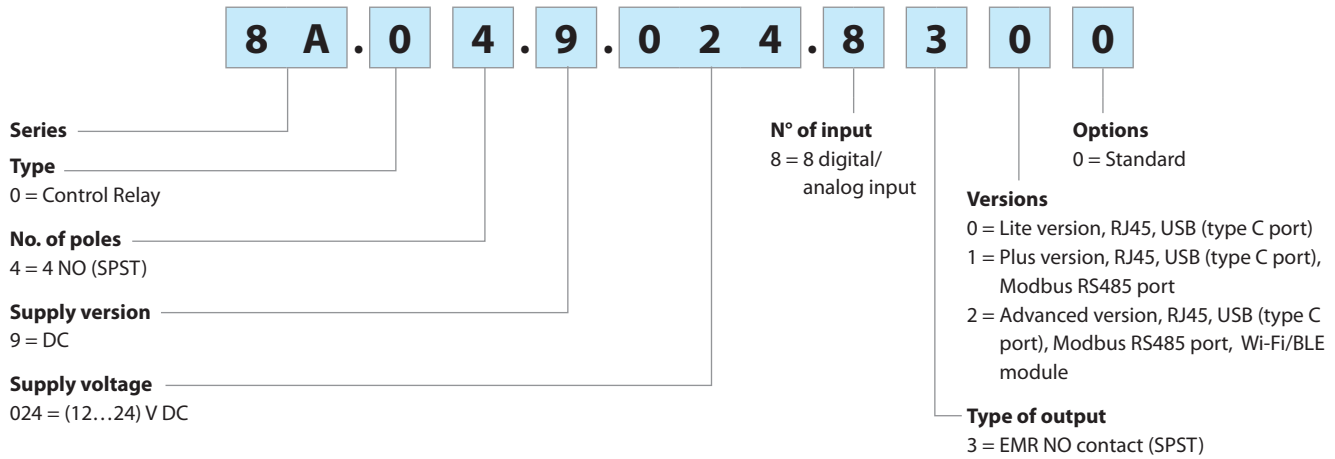 8 A . 0 4 . 9 . 0 2 4 . 8 3 0 0
Series
Type
0 = Control Relay
No. of poles
4 = 4 NO (SPST)
Supply version
9 = DC
Supply voltage
024 = (12…24) V DC
N° of input
8 = 8 digital/
analog input
Options
0 = Standard
Versions
0 = Lite version, RJ45, USB (type C port)
1 = Plus version, RJ45, USB (type C port),
Modbus RS485 port
2 = Advanced version, RJ45, USB (type C
port), Modbus RS485 port, Wi-Fi/BLE
module
Type of output
3 = EMR NO contact (SPST)